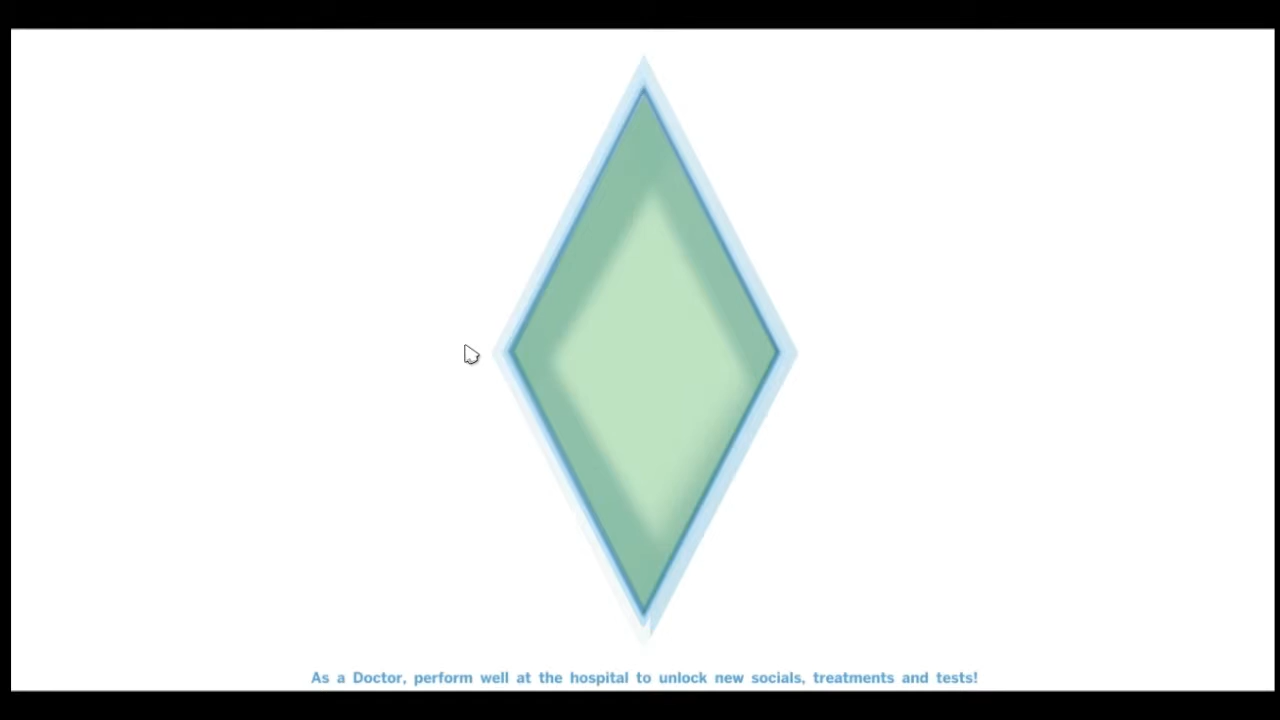 As a Doctor, perform well at the hospital to unlock new socials, treatments and tests!